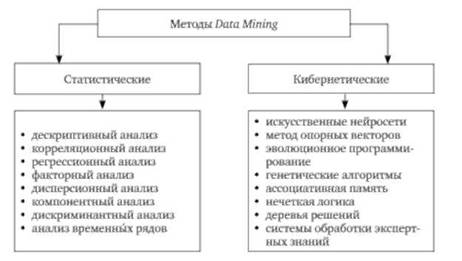 Методы Data Mining
Статистические
• дескриптивный анализ
• корреляционный анализ
• регрессионный анализ
• факторный анализ
• дисперсионный анализ
• компонентный анализ
• дискриминантный анализ
• анализ временны́х рядов
Кибернетические
• искусственные нейросети
• метод опорных векторов
• эволюционное программи-
рование
• генетические алгоритмы
• ассоциативная память
• нечеткая логика
• деревья решений
• системы обработки эксперт-
ных знаний